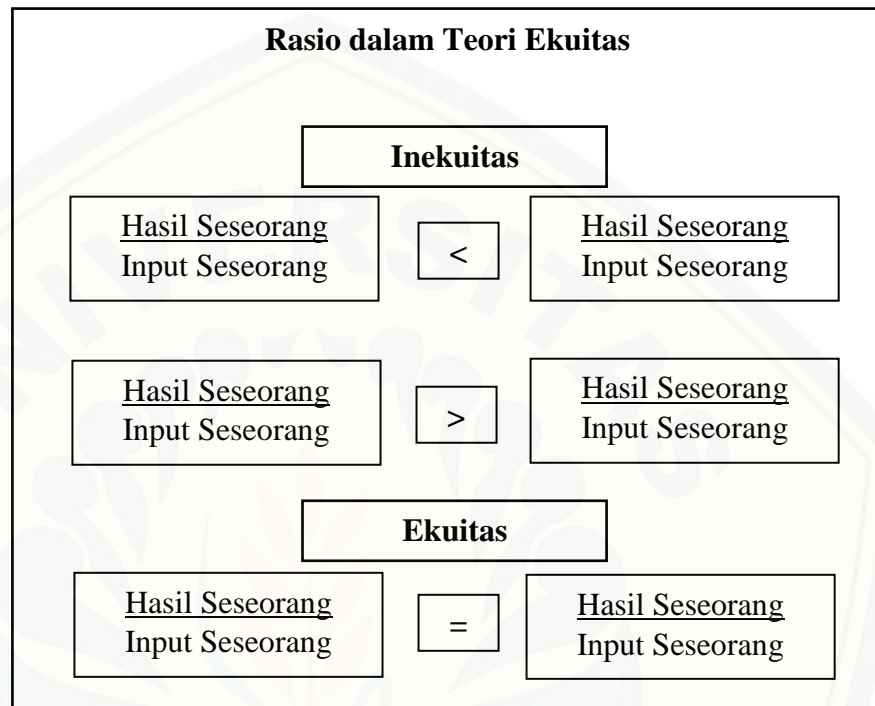 Rasio dalam Teori Ekuitas
Inekuitas
Hasil Seseorang < Hasil Seseorang
Input Seseorang Input Seseorang
Hasil Seseorang > Hasil Seseorang
Input Seseorang Input Seseorang
Ekuitas
Hasil Seseorang = Hasil Seseorang
Input Seseorang Input Seseorang
UNIVERSITAS